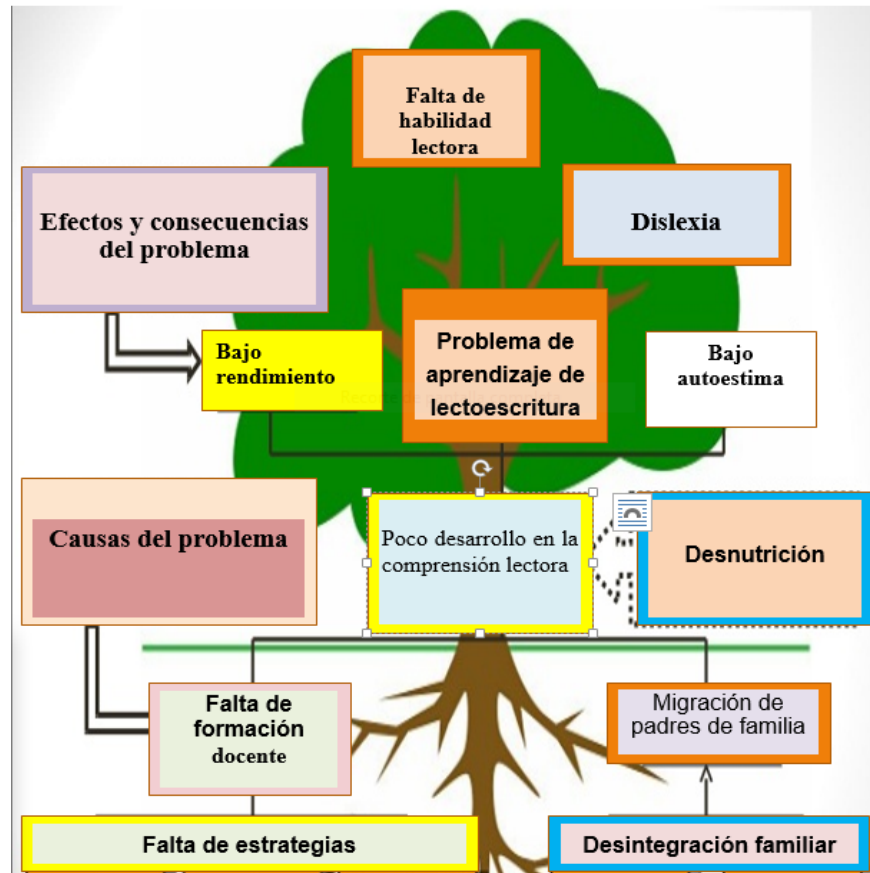 Falta de
habilidad
lectora
Efectos y consecuencias
del problema
Dislexia
Bajo
rendimiento
Problema de
aprendizaje de
lectoescritura
Bajo
autoestima
Causas del problema
Poco desarrollo en la
comprensión lectora
Desnutrición
Falta de
formación
docente
Migración de
padres de familia
Falta de estrategias
Desintegración familiar